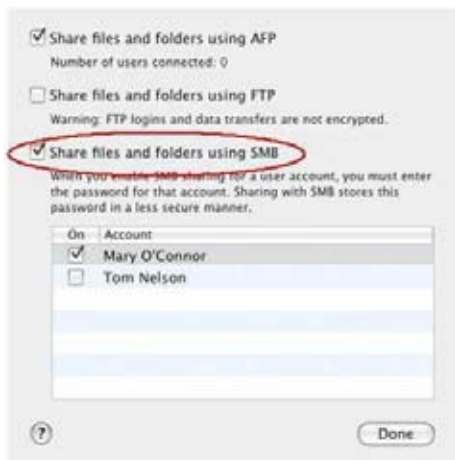 Share files and folders using AFP
Number of users connected: 0
Share files and folders using FTP
Warning: FTP logins and data transfers are not encrypted.
Share files and folders using SMB
When you enable SMB sharing for a user account, you must enter
the password for that account. Sharing with SMB stores this
password in a less secure manner.
On Account
Mary O'Connor
Tom Nelson
? Done